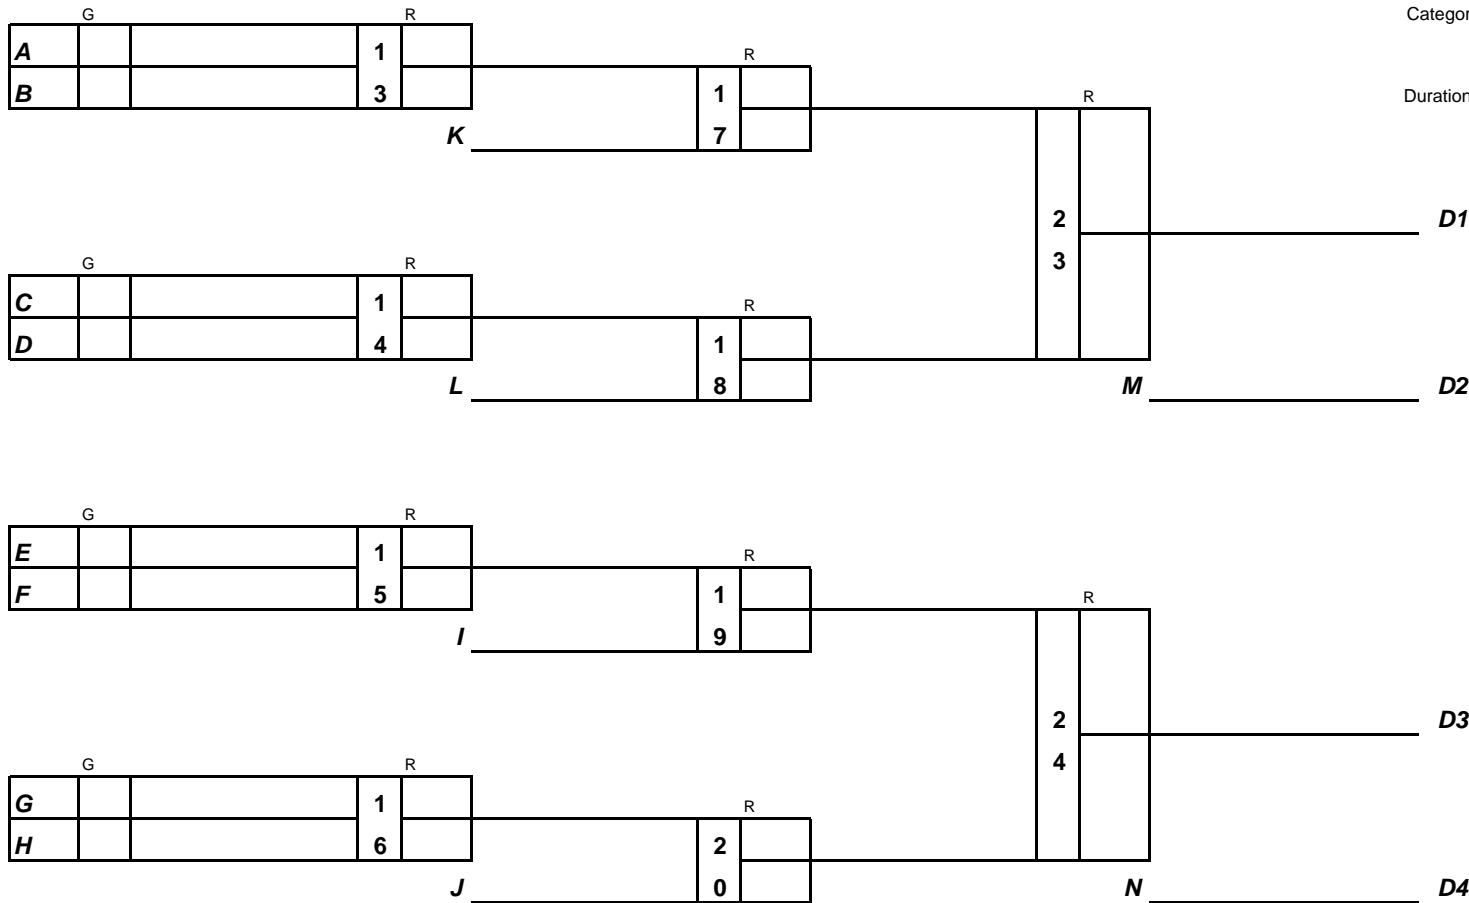 G R Categor
A 1 R
B 3 1 R Duration
K 7
2 D1
G R 3
C 1 R
D 4 1
L 8 M D2
G R
E 1 R
F 5 1 R
I 9
2 D3
G R 4
G 1 R
H 6 2
J 0 N D4